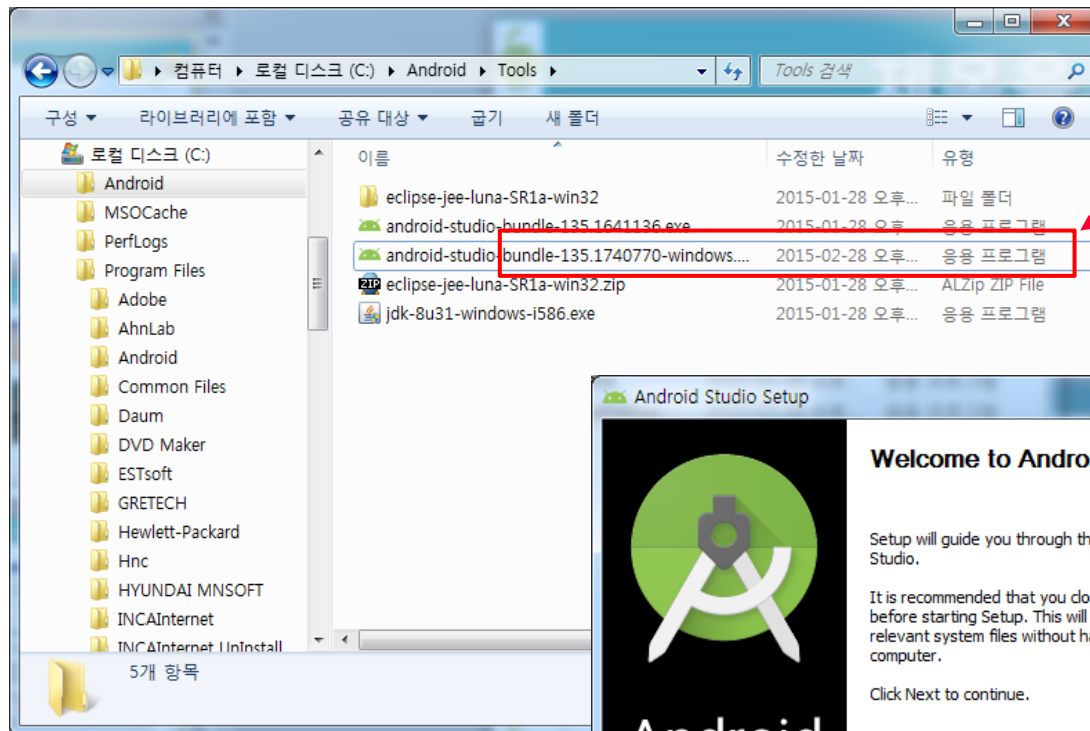 컴퓨터 ▸ 로컬 디스크 (C:) ▸ Android ▸ Tools ▸
Tools 검색
구성 ▼ 라이브러리에 포함 ▼ 공유 대상 ▼ 굽기 새 폴더
로컬 디스크 (C:)
Android
MSOCache
PerfLogs
Program Files
Adobe
AhnLab
Android
Common Files
Daum
DVD Maker
ESTsoft
GRETECH
Hewlett-Packard
Hnc
HYUNDAI MNSOFT
INCAInternet
INCAInternet UnInstall
이름 수정한 날짜 유형
eclipse-jee-luna-SR1a-win32 2015-01-28 오후... 파일 폴더
android-studio-bundle-135.1641136.exe 2015-01-28 오후... 응용 프로그램
android-studio-bundle-135.1740770-windows.... 2015-02-28 오후... 응용 프로그램
ZIP eclipse-jee-luna-SR1a-win32.zip 2015-01-28 오후... ALZip ZIP File
jdk-8u31-windows-i586.exe 2015-01-28 오후... 응용 프로그램
5개 항목
Android Studio Setup
Welcome to Andro
Setup will guide you through th
Studio.
It is recommended that you clo
before starting Setup. This will
relevant system files without ha
computer.
Click Next to continue.
Android